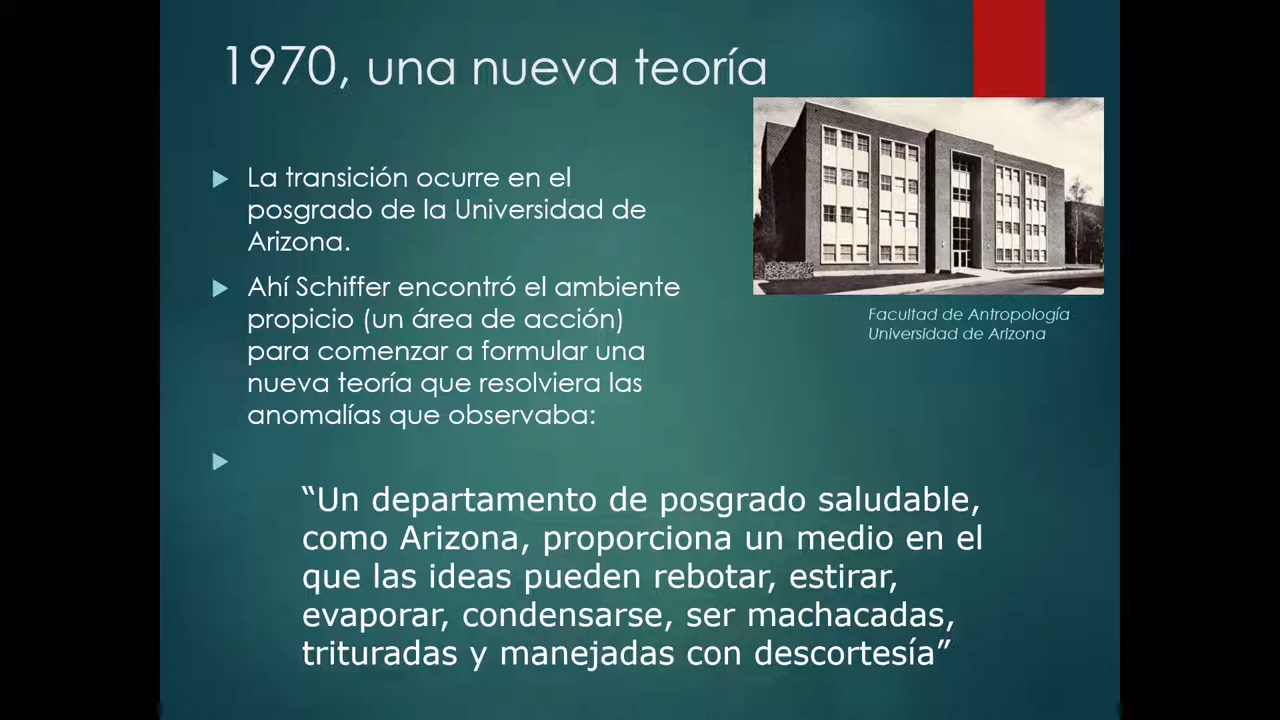 1970, una nueva teoría
La transición ocurre en el
posgrado de la Universidad de
Arizona.
Ahí Schiffer encontró el ambiente
propicio (un área de acción)
para comenzar a formular una
nueva teoría que resolviera las
anomalías que observaba:
Facultad de Antropología
Universidad de Arizona
“Un departamento de posgrado saludable,
como Arizona, proporciona un medio en el
que las ideas pueden rebotar, estirar,
evaporar, condensarse, ser machacadas,
trituradas y manejadas con descortesía”